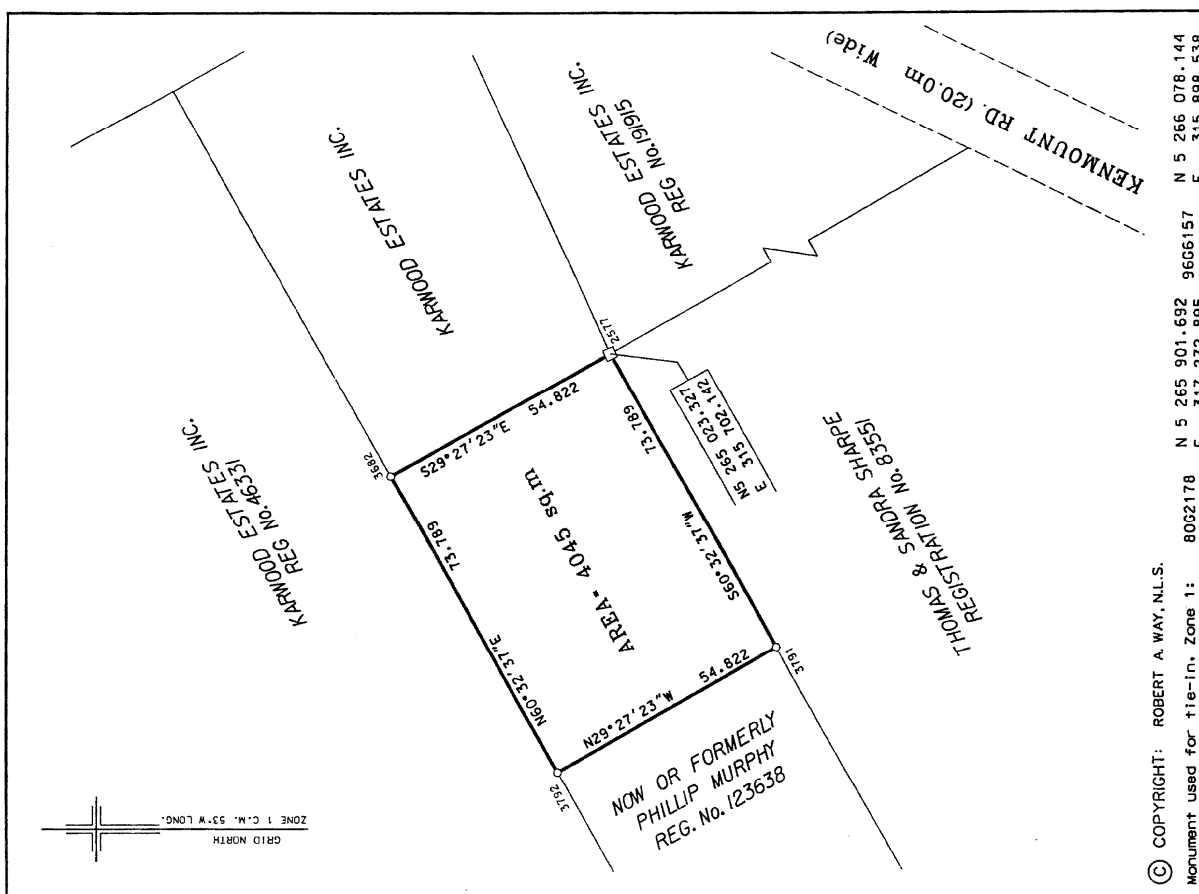 KENMOUNT RD. (20.0m Wide)
KARWOOD ESTATES INC.
KARWOOD ESTATES INC.
REG No.191915
KARWOOD ESTATES INC.
REG No.46331
3682
2577
S29°27'23"E 54.822
N60°32'37"E 73.789
AREA= 4045 sq.m
S60°32'37"W 73.789
N29°27'23"W 54.822
N5 265 023.327
E 315 702.142
3792
3791
THOMAS & SANDRA SHARPE
REGISTRATION No. 83551
NOW OR FORMERLY
PHILLIP MURPHY
REG. No. 123638
GRID NORTH
ZONE 1 C.M. 53°W LONG.
© COPYRIGHT: ROBERT A. WAY, N.L.S.
Monument used for tie-in. Zone 1: 80G2178 N 5 265 901.692 96G6157 N 5 266 078.144